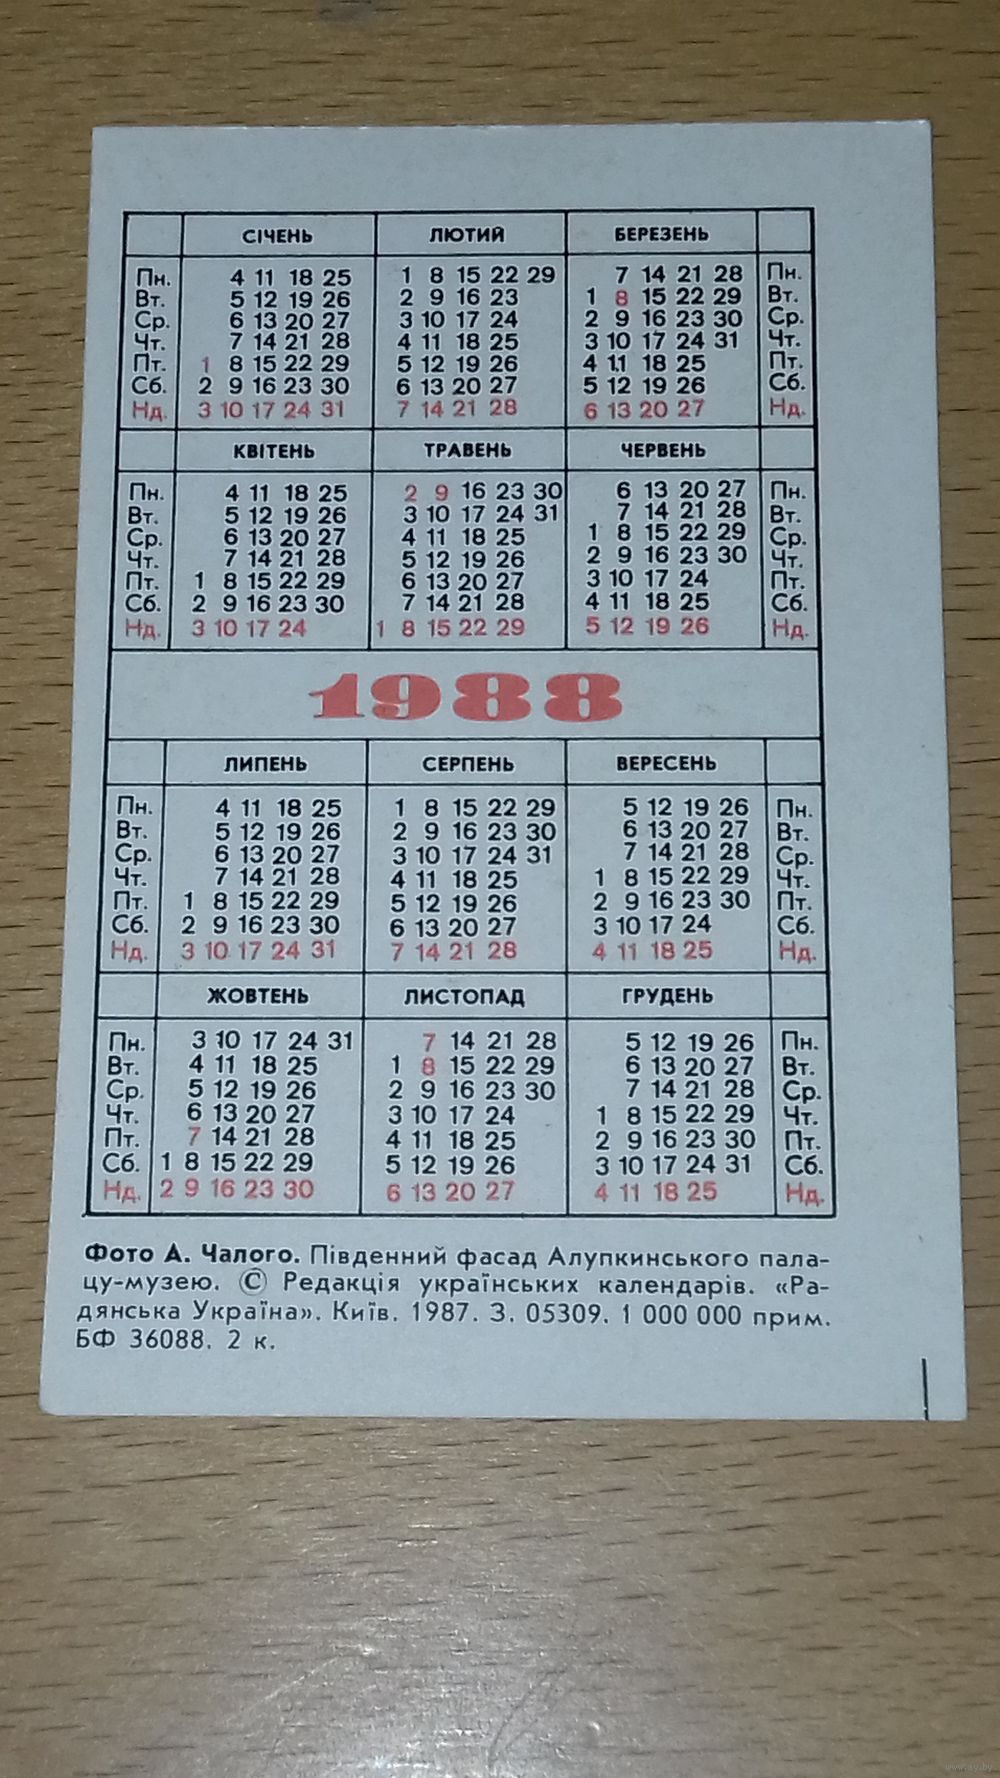 СІЧЕНЬ ЛЮТИЙ БЕРЕЗЕНЬ
Пн. 4 11 18 25 1 8 15 22 29 7 14 21 28 Пн.
Вт. 5 12 19 26 2 9 16 23 1 8 15 22 29 Вт.
Ср. 6 13 20 27 3 10 17 24 2 9 16 23 30 Ср.
Чт. 7 14 21 28 4 11 18 25 3 10 17 24 31 Чт.
Пт. 1 8 15 22 29 5 12 19 26 4 11 18 25 Пт.
Сб. 2 9 16 23 30 6 13 20 27 5 12 19 26 Сб.
Нд. 3 10 17 24 31 7 14 21 28 6 13 20 27 Нд.
КВІТЕНЬ ТРАВЕНЬ ЧЕРВЕНЬ
Пн. 4 11 18 25 2 9 16 23 30 6 13 20 27 Пн.
Вт. 5 12 19 26 3 10 17 24 31 7 14 21 28 Вт.
Ср. 6 13 20 27 4 11 18 25 1 8 15 22 29 Ср.
Чт. 7 14 21 28 5 12 19 26 2 9 16 23 30 Чт.
Пт. 1 8 15 22 29 6 13 20 27 3 10 17 24 Пт.
Сб. 2 9 16 23 30 7 14 21 28 4 11 18 25 Сб.
Нд. 3 10 17 24 1 8 15 22 29 5 12 19 26 Нд.
1988
ЛИПЕНЬ СЕРПЕНЬ ВЕРЕСЕНЬ
Пн. 4 11 18 25 1 8 15 22 29 5 12 19 26 Пн.
Вт. 5 12 19 26 2 9 16 23 30 6 13 20 27 Вт.
Ср. 6 13 20 27 3 10 17 24 31 7 14 21 28 Ср.
Чт. 7 14 21 28 4 11 18 25 1 8 15 22 29 Чт.
Пт. 1 8 15 22 29 5 12 19 26 2 9 16 23 30 Пт.
Сб. 2 9 16 23 30 6 13 20 27 3 10 17 24 Сб.
Нд. 3 10 17 24 31 7 14 21 28 4 11 18 25 Нд.
ЖОВТЕНЬ ЛИСТОПАД ГРУДЕНЬ
Пн. 3 10 17 24 31 7 14 21 28 5 12 19 26 Пн.
Вт. 4 11 18 25 1 8 15 22 29 6 13 20 27 Вт.
Ср. 5 12 19 26 2 9 16 23 30 7 14 21 28 Ср.
Чт. 6 13 20 27 3 10 17 24 1 8 15 22 29 Чт.
Пт. 7 14 21 28 4 11 18 25 2 9 16 23 30 Пт.
Сб. 1 8 15 22 29 5 12 19 26 3 10 17 24 31 Сб.
Нд. 2 9 16 23 30 6 13 20 27 4 11 18 25 Нд.
Фото А. Чалого. Південний фасад Алупкинського пала-
цу-музею. © Редакція українських календарів. «Ра-
дянська Україна». Київ. 1987. З. 05309. 1 000 000 прим.
БФ 36088. 2 к.
www.ay.by